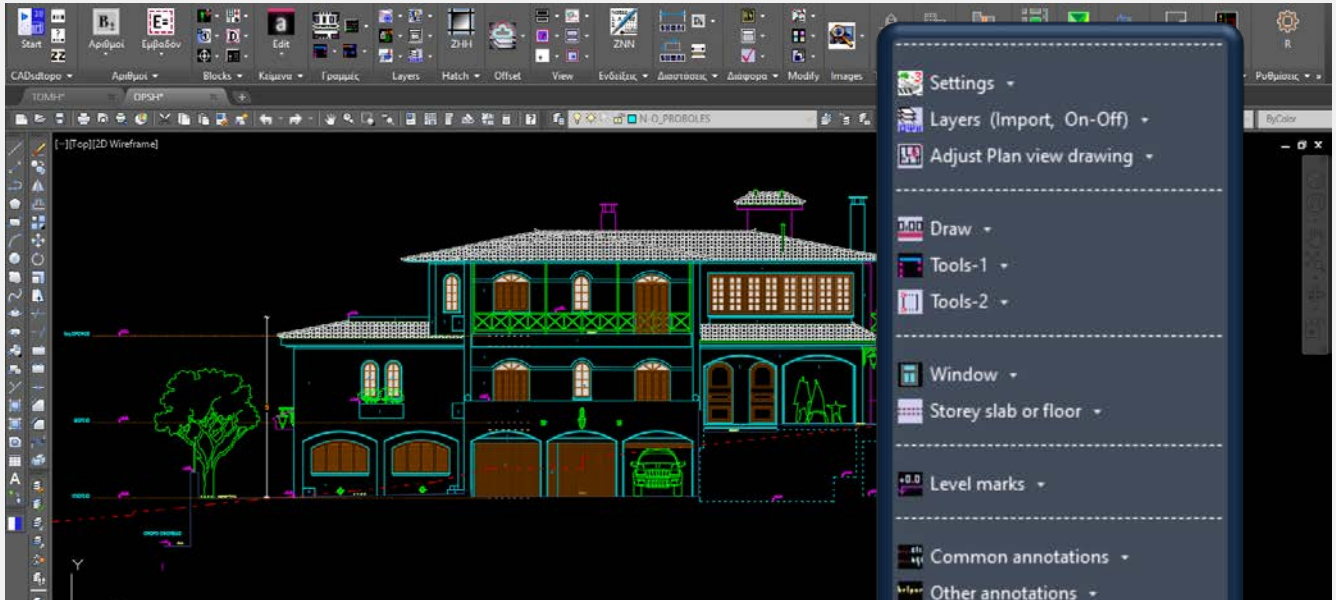 Start
Αριθμοί
Εμβαδόν
Edit
ZHH
ZNN
R
CADsdtopo
Αριθμοί
Blocks
Κείμενα
Γραμμές
Layers
Hatch
Offset
View
Ενδείξεις
Διαστάσεις
Διάφορα
Modify
Images
Ρυθμίσεις
TOMH*
OPSH*
N-O_PROBOLES
ByColor
[-][Top][2D Wireframe]
Settings
Layers (Import, On-Off)
Adjust Plan view drawing
Draw
Tools-1
Tools-2
Window
Storey slab or floor
Level marks
Common annotations
Other annotations
Y